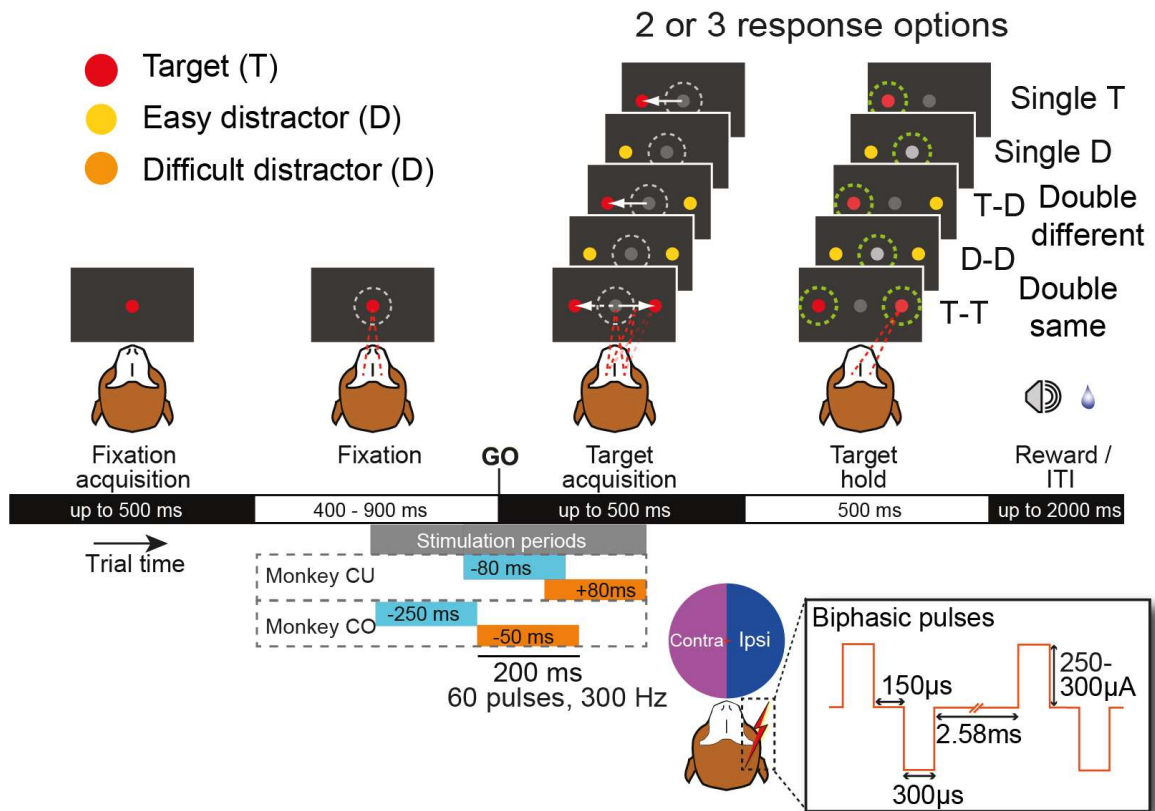 2 or 3 response options
Target (T)
Easy distractor (D)
Difficult distractor (D)
Single T
Single D
T-D
Double
different
D-D
T-T
Double
same
Fixation
acquisition
Fixation
GO
Target
acquisition
Target
hold
Reward /
ITI
up to 500 ms
400 - 900 ms
up to 500 ms
500 ms
up to 2000 ms
Trial time
Stimulation periods
Monkey CU
-80 ms
+80ms
Monkey CO
-250 ms
-50 ms
200 ms
60 pulses, 300 Hz
Contra
Ipsi
Biphasic pulses
150µs
250-
300µA
2.58ms
300µs